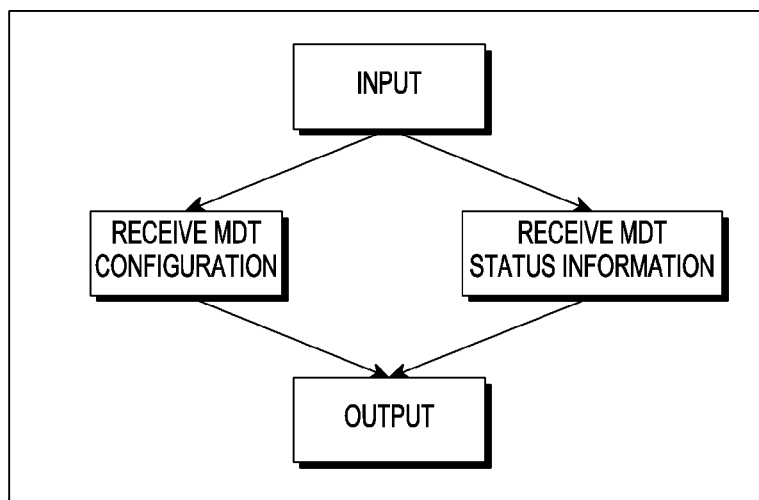 INPUT
RECEIVE MDT
CONFIGURATION
RECEIVE MDT
STATUS INFORMATION
OUTPUT